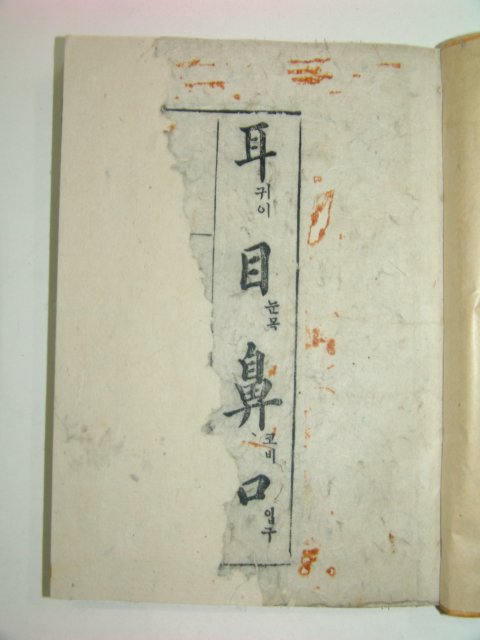 耳 귀이
目 눈목
鼻 코비
口 입구